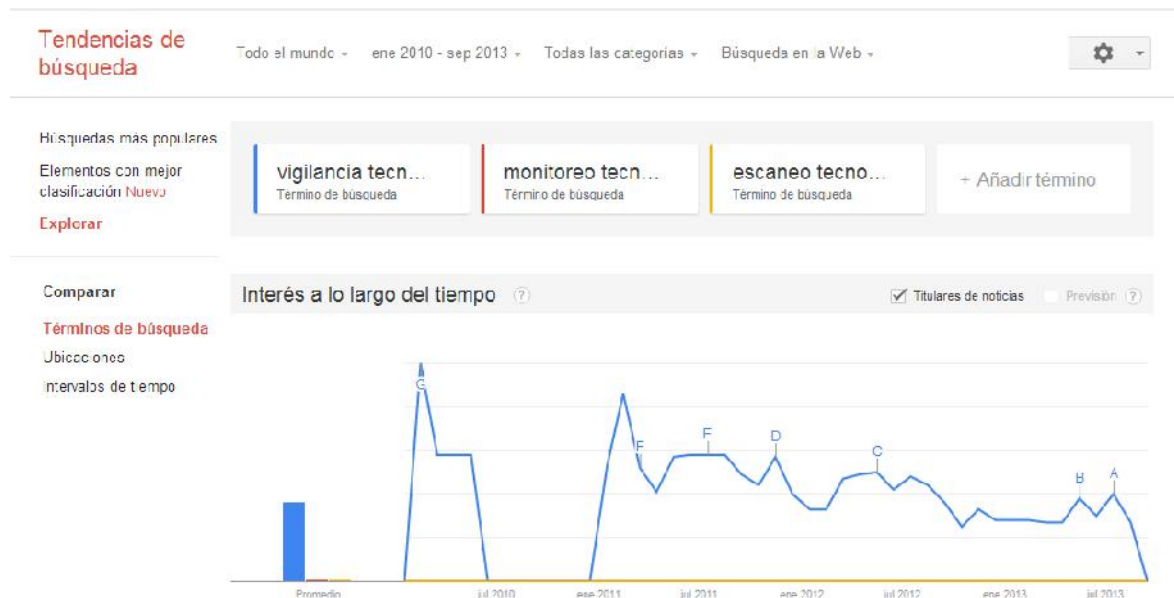 Tendencias de
búsqueda
Todo el mundo
ene 2010 - sep 2013
Todas las categorías
Búsqueda en la Web
Búsquedas más populares
Elementos con mejor
clasificación Nuevo
Explorar
vigilancia tecn...
Término de búsqueda
monitoreo tecn...
Término de búsqueda
escaneo tecno...
Término de búsqueda
+ Añadir término
Comparar
Términos de búsqueda
Ubicaciones
Intervalos de tiempo
Interés a lo largo del tiempo ?
Titulares de noticias
Previsión ?
G
F
D
C
B
A
Promedio
jul 2010
ene 2011
jul 2011
ene 2012
jul 2012
ene 2013
jul 2013